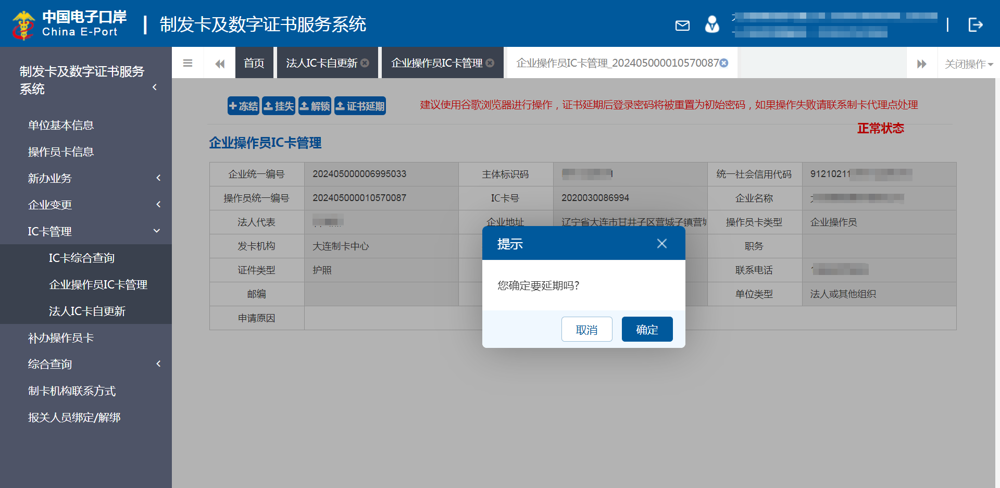 中国电子口岸
China E-Port
制发卡及数字证书服务系统
制发卡及数字证书服务
系统
单位基本信息
操作员卡信息
新办业务
企业变更
IC卡管理
IC卡综合查询
企业操作员IC卡管理
法人IC卡自更新
补办操作员卡
综合查询
制卡机构联系方式
报关人员绑定/解绑
首页
法人IC卡自更新
企业操作员IC卡管理
企业操作员IC卡管理_202405000010570087
关闭操作
冻结
挂失
解锁
证书延期
建议使用谷歌浏览器进行操作，证书延期后登录密码将被重置为初始密码，如果操作失败请联系制卡代理点处理
正常状态
企业操作员IC卡管理
企业统一编号 202405000006995033 主体标识码 统一社会信用代码 91210211
操作员统一编号 202405000010570087 IC卡号 2020030086994 企业名称
法人代表 企业地址 辽宁省大连市甘井子区营城子镇营城 操作员卡类型 企业操作员
发卡机构 大连制卡中心 职务
证件类型 护照 联系电话
邮编 单位类型 法人或其他组织
申请原因
提示
您确定要延期吗?
取消
确定